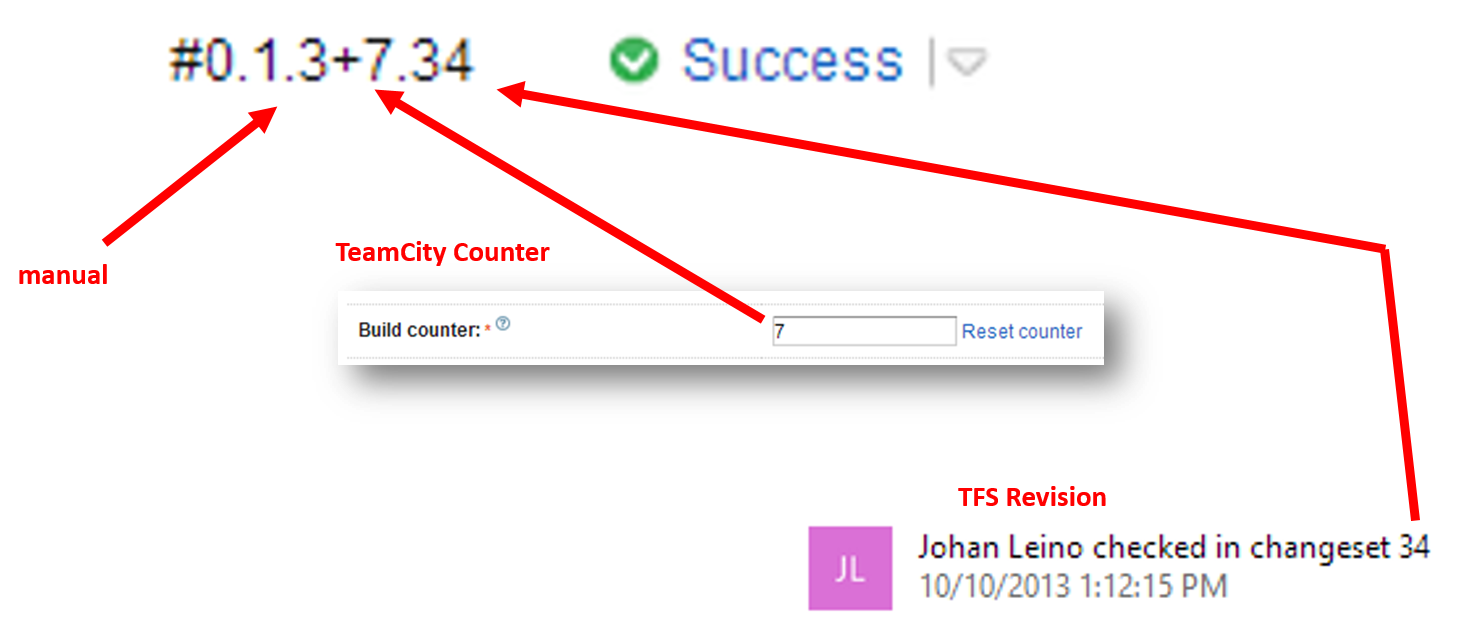 #0.1.3+7.34 Success
manual
TeamCity Counter
Build counter: * ? 7 Reset counter
TFS Revision
JL
Johan Leino checked in changeset 34
10/10/2013 1:12:15 PM